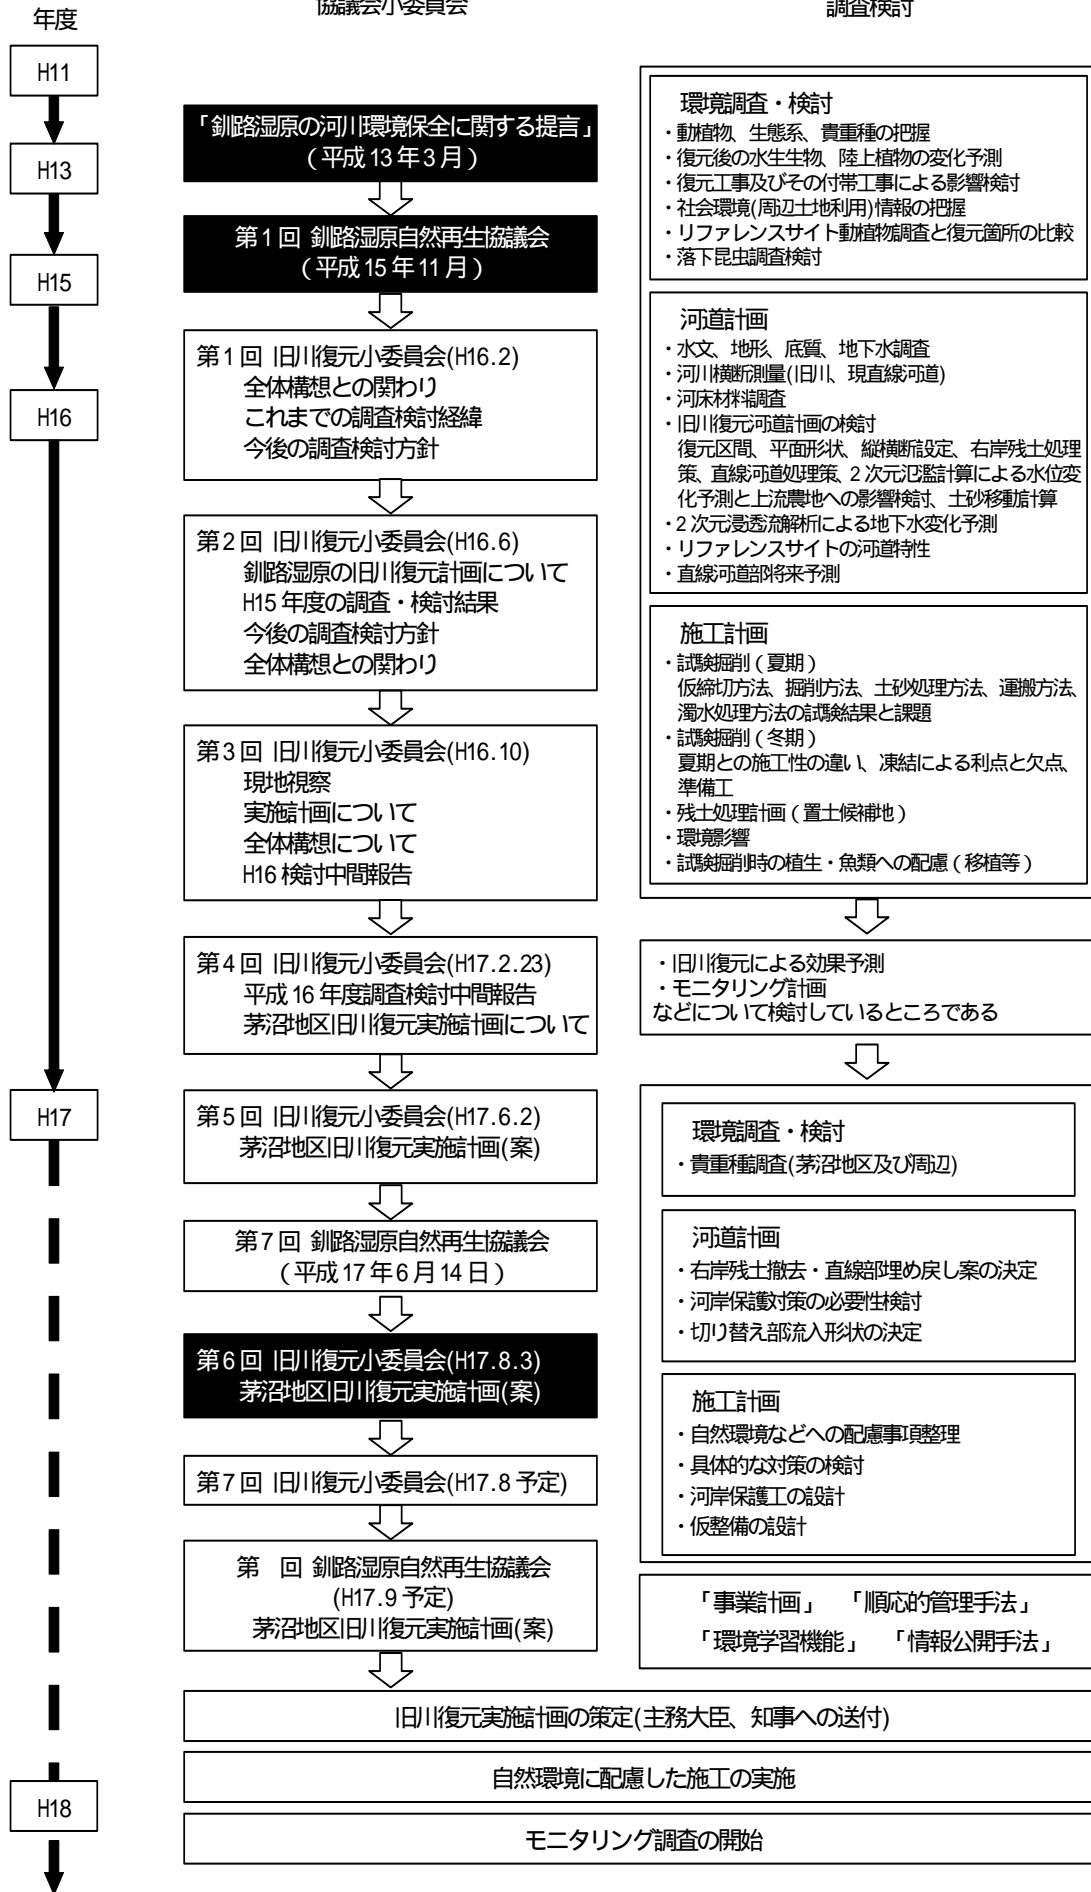 年度
協議会小委員会
調査検討
H11
H13
H15
H16
H17
H18
「釧路湿原の河川環境保全に関する提言」
(平成13年3月)
第1回 釧路湿原自然再生協議会
(平成15年11月)
第1回 旧川復元小委員会(H16.2)
全体構想との関わり
これまでの調査検討経緯
今後の調査検討方針
第2回 旧川復元小委員会(H16.6)
釧路湿原の旧川復元計画について
H15年度の調査・検討結果
今後の調査検討方針
全体構想との関わり
第3回 旧川復元小委員会(H16.10)
現地視察
実施計画について
全体構想について
H16検討中間報告
第4回 旧川復元小委員会(H17.2.23)
平成16年度調査検討中間報告
茅沼地区旧川復元実施計画について
第5回 旧川復元小委員会(H17.6.2)
茅沼地区旧川復元実施計画(案)
第7回 釧路湿原自然再生協議会
(平成17年6月14日)
第6回 旧川復元小委員会(H17.8.3)
茅沼地区旧川復元実施計画(案)
第7回 旧川復元小委員会(H17.8予定)
第 回 釧路湿原自然再生協議会
(H17.9予定)
茅沼地区旧川復元実施計画(案)
環境調査・検討
・動植物、生態系、貴重種の把握
・復元後の水生生物、陸上植物の変化予測
・復元工事及びその付帯工事による影響検討
・社会環境(周辺土地利用)情報の把握
・リファレンスサイト動植物調査と復元箇所の比較
・落下昆虫調査検討
河道計画
・水文、地形、底質、地下水調査
・河川横断測量(旧川、現直線河道)
・河床材料調査
・旧川復元河道計画の検討
復元区間、平面形状、縦横断設定、右岸残土処理
策、直線河道処理策、2次元氾濫計算による水位変
化予測と上流農地への影響検討、土砂移動計算
・2次元浸透流解析による地下水変化予測
・リファレンスサイトの河道特性
・直線河道部将来予測
施工計画
・試験掘削(夏期)
仮締切方法、掘削方法、土砂処理方法、運搬方法、
濁水処理方法の試験結果と課題
・試験掘削(冬期)
夏期との施工性の違い、凍結による利点と欠点、
準備工
・残土処理計画(置土候補地)
・環境影響
・試験掘削時の植生・魚類への配慮(移植等)
・旧川復元による効果予測
・モニタリング計画
などについて検討しているところである
環境調査・検討
・貴重種調査(茅沼地区及び周辺)
河道計画
・右岸残土撤去・直線部埋め戻し案の決定
・河岸保護対策の必要性検討
・切り替え部流入形状の決定
施工計画
・自然環境などへの配慮事項整理
・具体的な対策の検討
・河岸保護工の設計
・仮整備の設計
「事業計画」 「順応的管理手法」
「環境学習機能」 「情報公開手法」
旧川復元実施計画の策定(主務大臣、知事への送付)
自然環境に配慮した施工の実施
モニタリング調査の開始